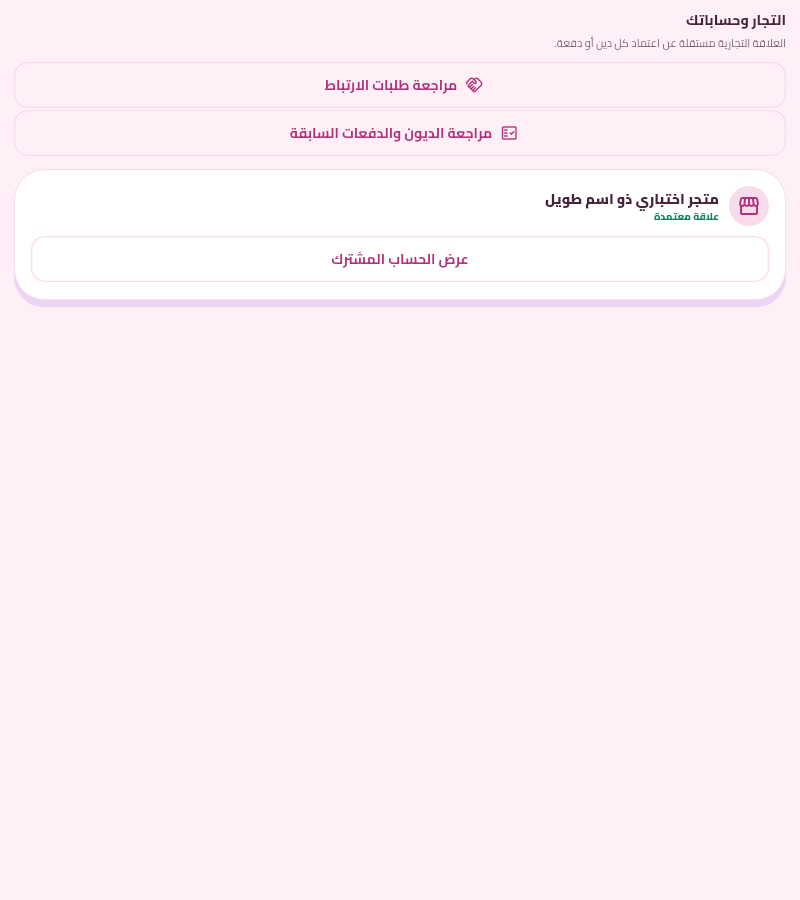 التجار وحساباتك
العلاقة التجارية مستقلة عن اعتماد كل دين أو دفعة.
مراجعة طلبات الارتباط
مراجعة الديون والدفعات السابقة
متجر اختباري ذو اسم طويل
علاقة معتمدة
عرض الحساب المشترك